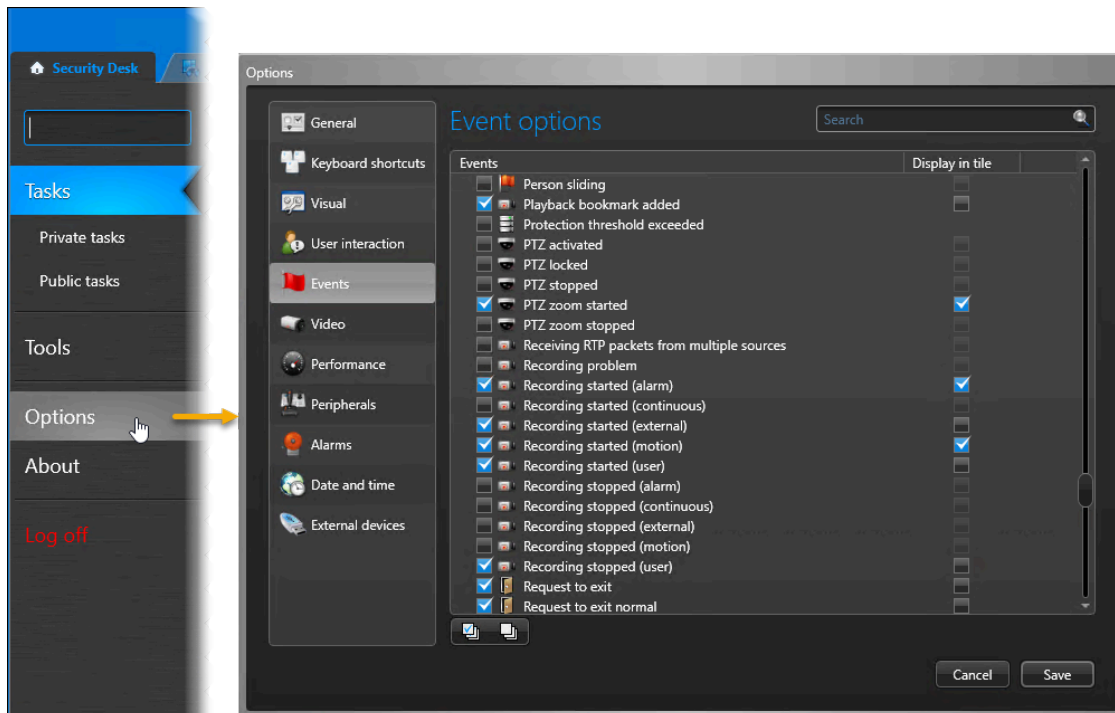 Security Desk
Tasks
Private tasks
Public tasks
Tools
Options
About
Log off
Options
General
Keyboard shortcuts
Visual
User interaction
Events
Video
Performance
Peripherals
Alarms
Date and time
External devices
Event options
Search
Events Display in tile
Person sliding
Playback bookmark added
Protection threshold exceeded
PTZ activated
PTZ locked
PTZ stopped
PTZ zoom started
PTZ zoom stopped
Receiving RTP packets from multiple sources
Recording problem
Recording started (alarm)
Recording started (continuous)
Recording started (external)
Recording started (motion)
Recording started (user)
Recording stopped (alarm)
Recording stopped (continuous)
Recording stopped (external)
Recording stopped (motion)
Recording stopped (user)
Request to exit
Request to exit normal
Cancel Save